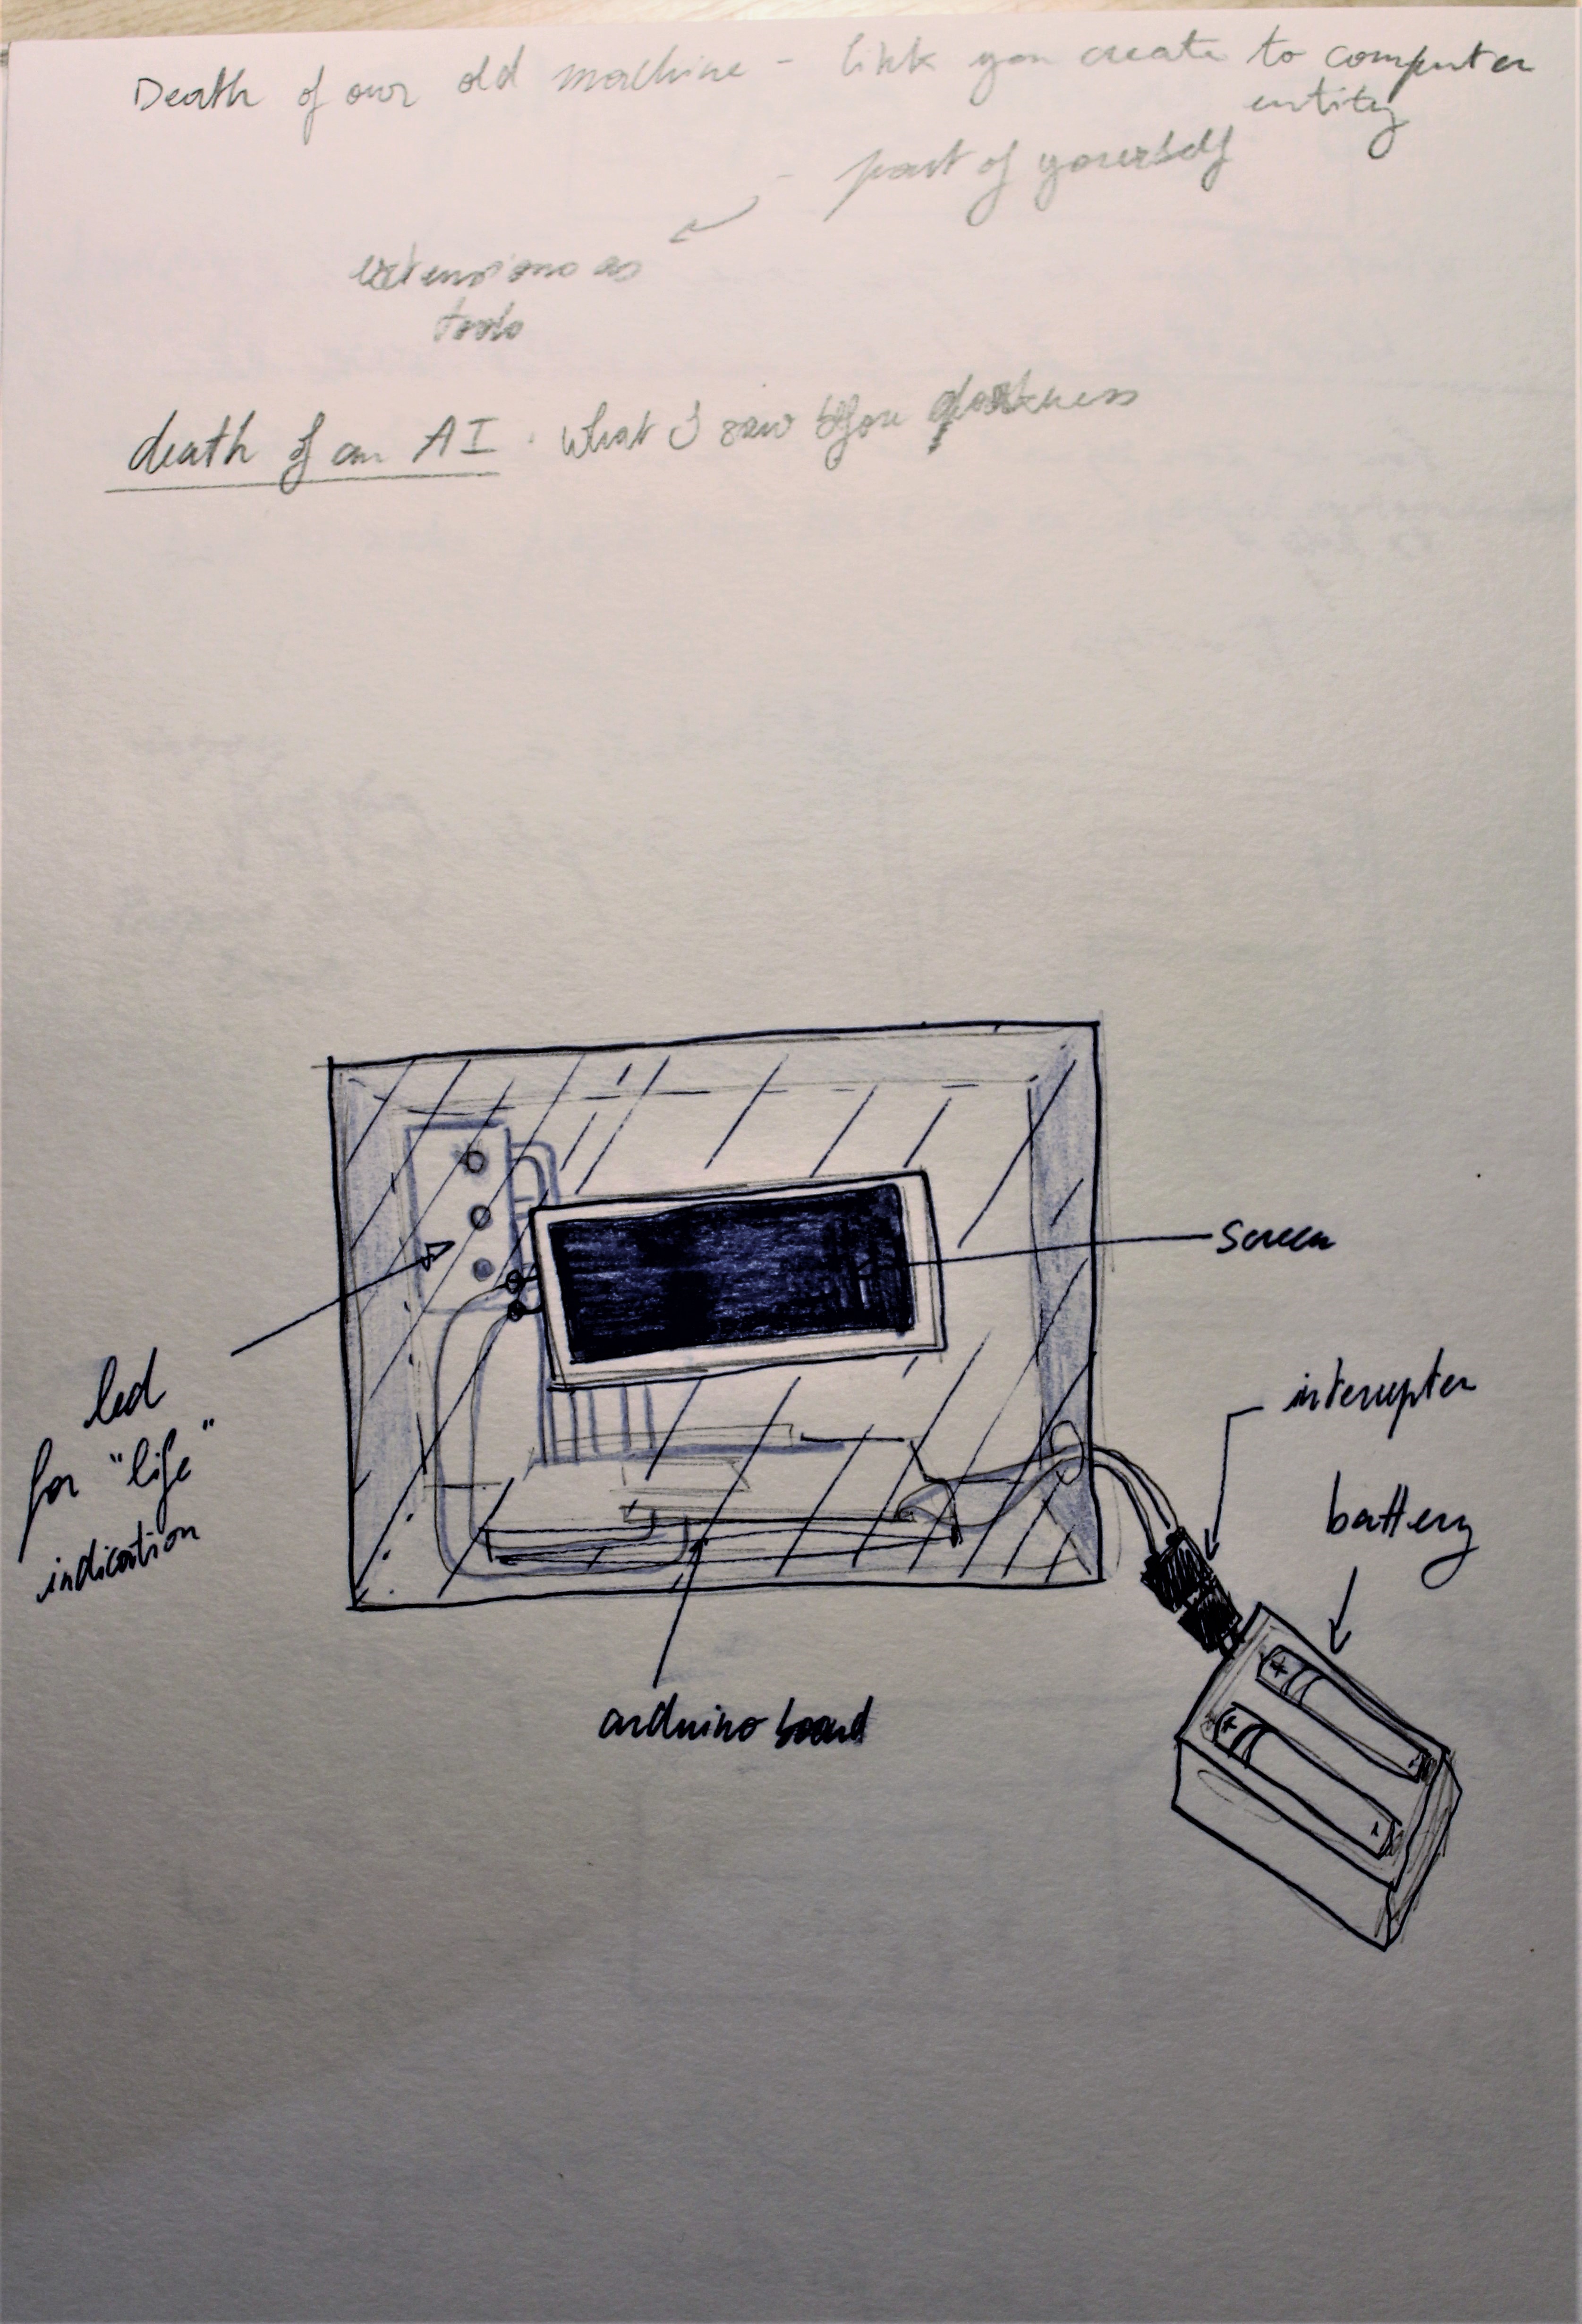 Death of our old machine - link you create to computer
entity
- part of yourself
extensions as
tools
death of an AI. What I saw before darkness
screen
interrupter
led
for "life"
indication
battery
+
+
-
arduino board